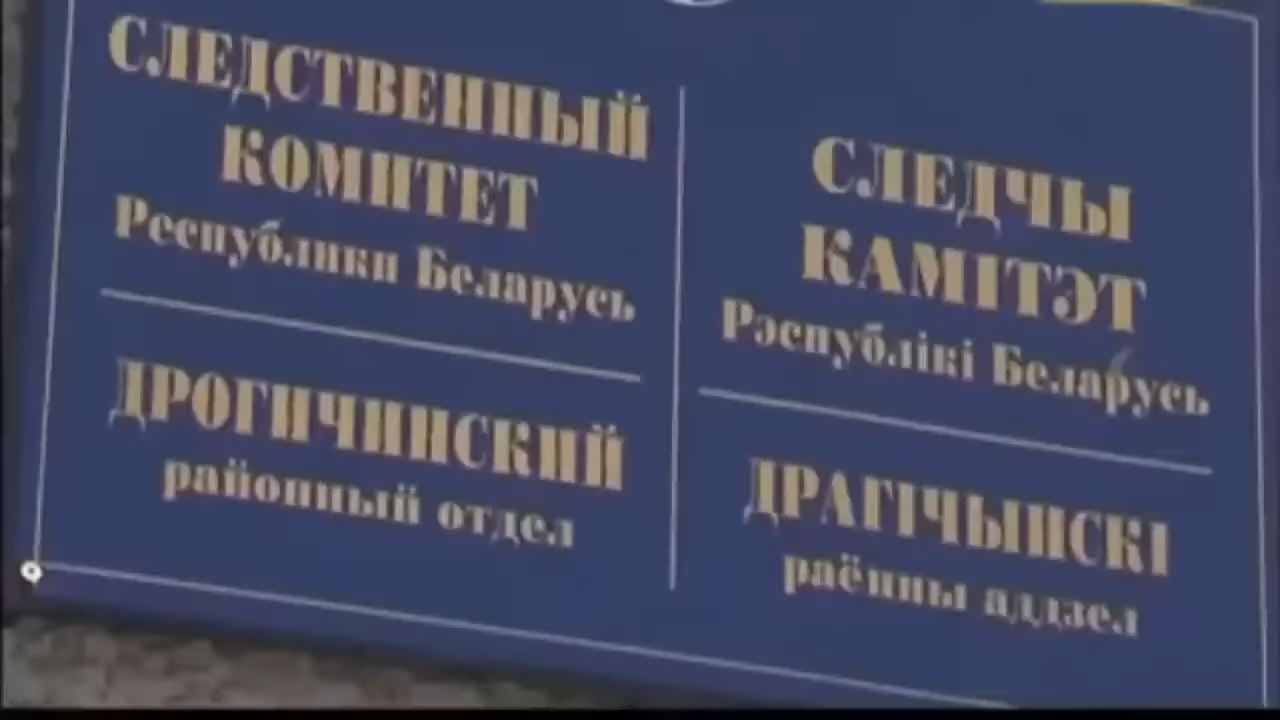 СЛЕДСТВЕННЫЙ
КОМИТЕТ
Республики Беларусь
ДРОГИЧИНСКИЙ
районный отдел
СЛЕДЧЫ
КАМІТЭТ
Рэспублікі Беларусь
ДРАГІЧЫНСКІ
раённы аддзел